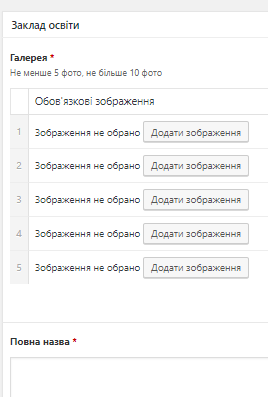 Заклад освіти
Галерея *
Не менше 5 фото, не більше 10 фото
Обов'язкові зображення
1 Зображення не обрано Додати зображення
2 Зображення не обрано Додати зображення
3 Зображення не обрано Додати зображення
4 Зображення не обрано Додати зображення
5 Зображення не обрано Додати зображення
Повна назва *